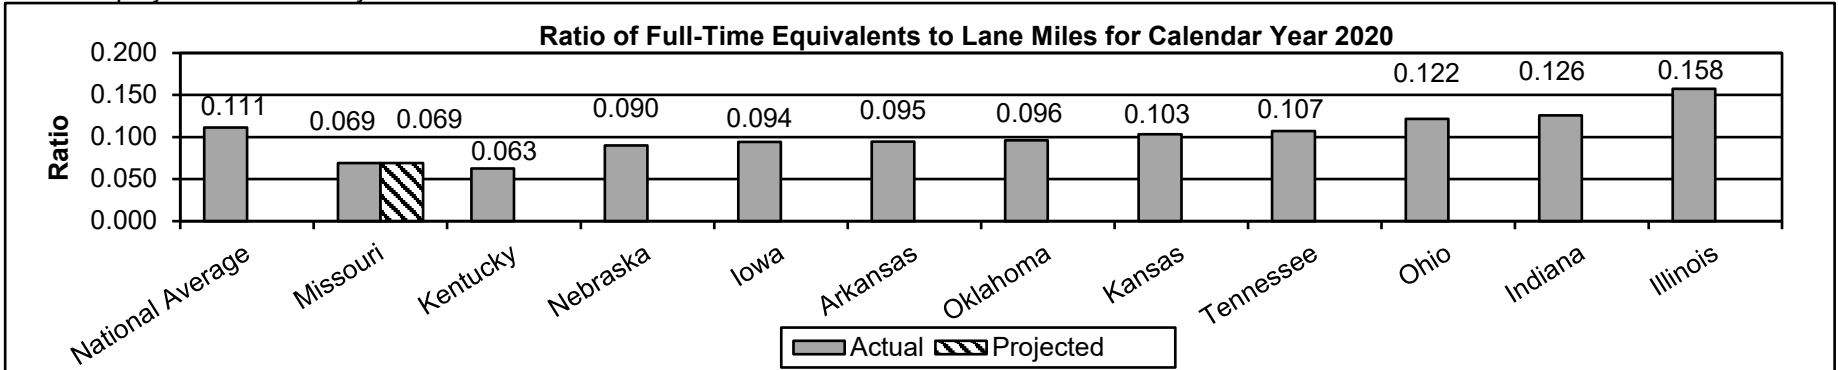 Ratio of Full-Time Equivalents to Lane Miles for Calendar Year 2020
Ratio
0.200
0.150
0.100
0.050
0.000
0.111
0.069
0.069
0.063
0.090
0.094
0.095
0.096
0.103
0.107
0.122
0.126
0.158
National Average
Missouri
Kentucky
Nebraska
Iowa
Arkansas
Oklahoma
Kansas
Tennessee
Ohio
Indiana
Illinois
Actual
Projected